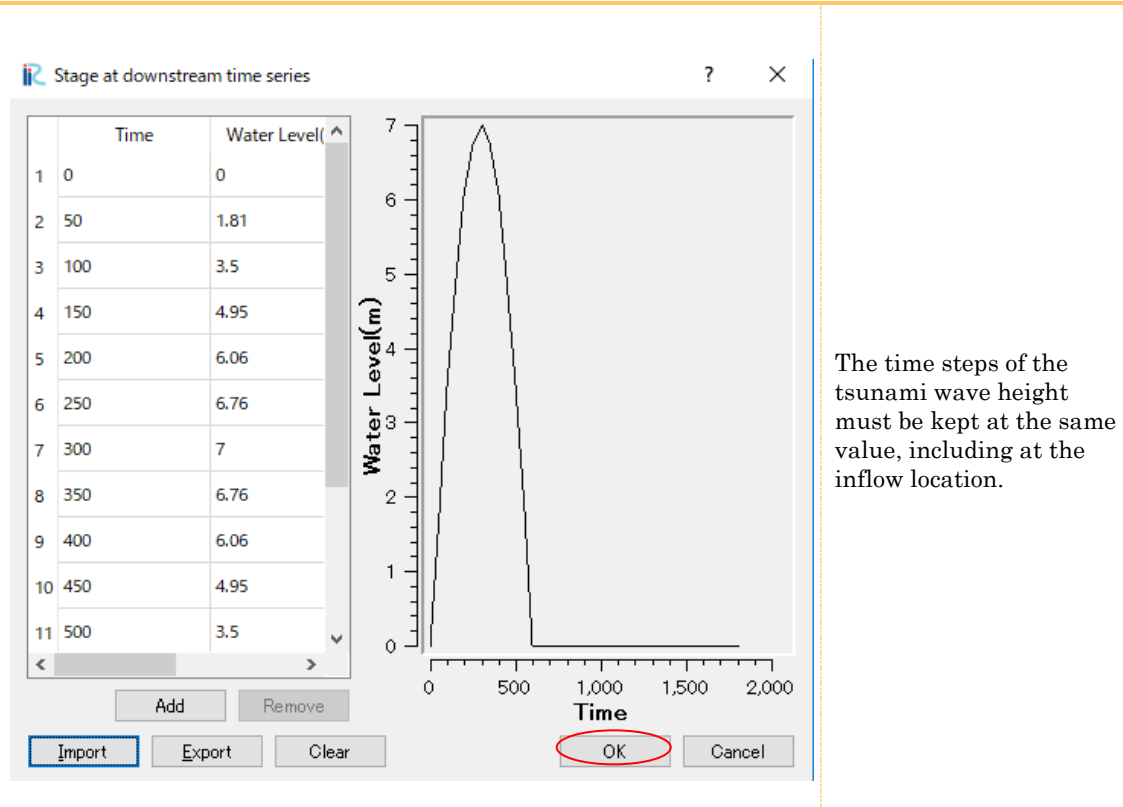 iRIC Stage at downstream time series ? ×
Time Water Level(
1 0 0
2 50 1.81
3 100 3.5
4 150 4.95
5 200 6.06
6 250 6.76
7 300 7
8 350 6.76
9 400 6.06
10 450 4.95
11 500 3.5
Add Remove
Import Export Clear
7
6
5
4
3
2
1
0
Water Level(m)
0 500 1,000 1,500 2,000
Time
OK Cancel
The time steps of the
tsunami wave height
must be kept at the same
value, including at the
inflow location.